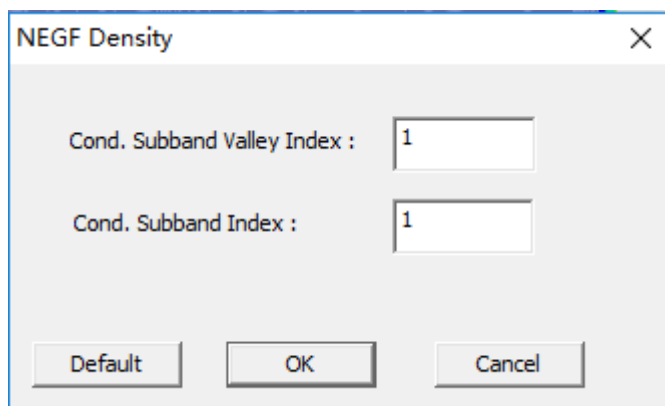 NEGF Density
Cond. Subband Valley Index : 1
Cond. Subband Index : 1
Default OK Cancel